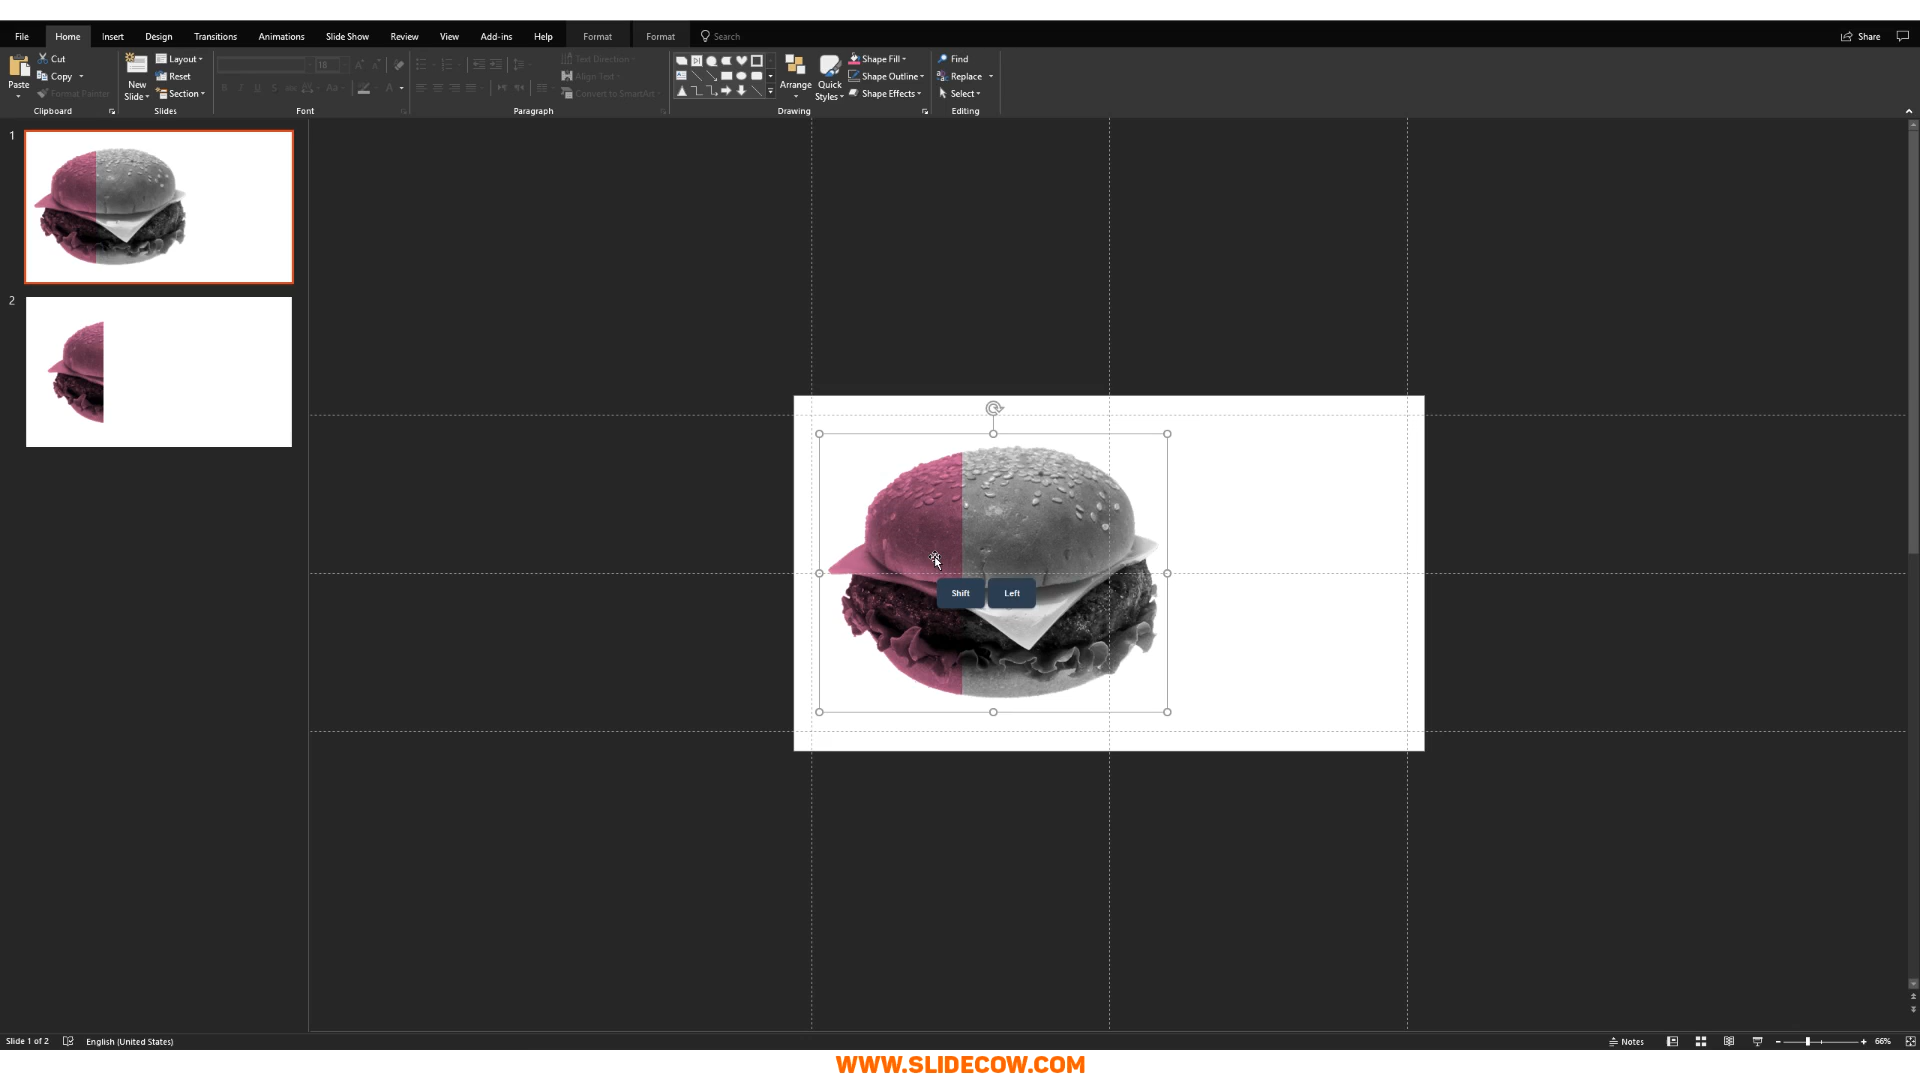 File Home Insert Design Transitions Animations Slide Show Review View Add-ins Help Format Format Search Share
Paste Cut Copy Format Painter Clipboard
New Slide Layout Reset Section Slides
18 Font
Text Direction Align Text Convert to SmartArt Paragraph
Arrange Quick Styles Shape Fill Shape Outline Shape Effects Drawing
Find Replace Select Editing
1
2
Shift Left
Slide 1 of 2 English (United States) Notes 66%
WWW.SLIDECOW.COM